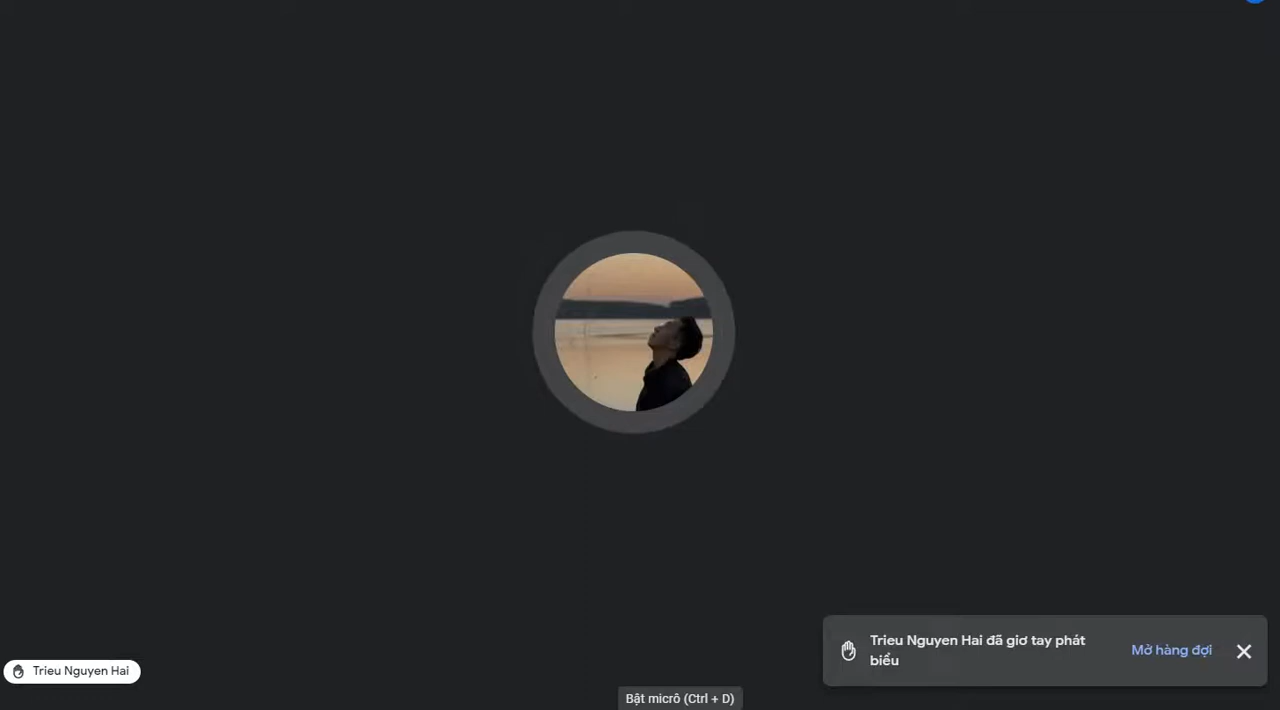 Trieu Nguyen Hai đã giơ tay phát
biểu
Mở hàng đợi
Trieu Nguyen Hai
Bật micrô (Ctrl + D)